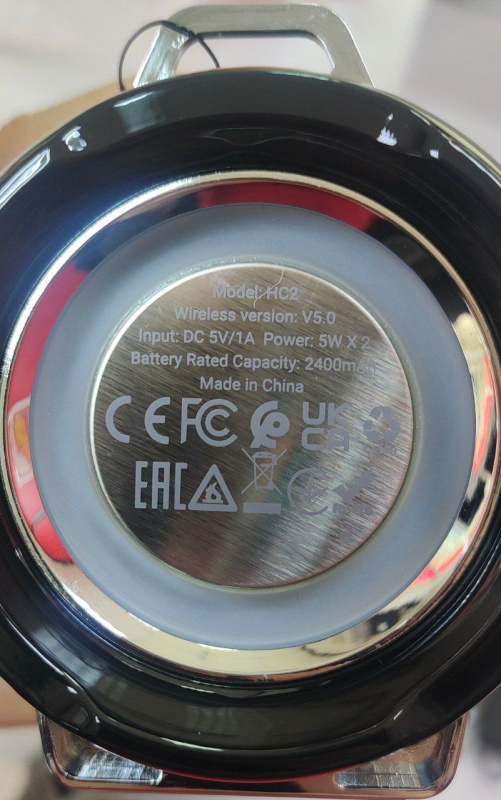 Model: HC2
Wireless version: V5.0
Input: DC 5V/1A Power: 5W X 2
Battery Rated Capacity: 2400mAh
Made in China
CE FC UK CA
EAC